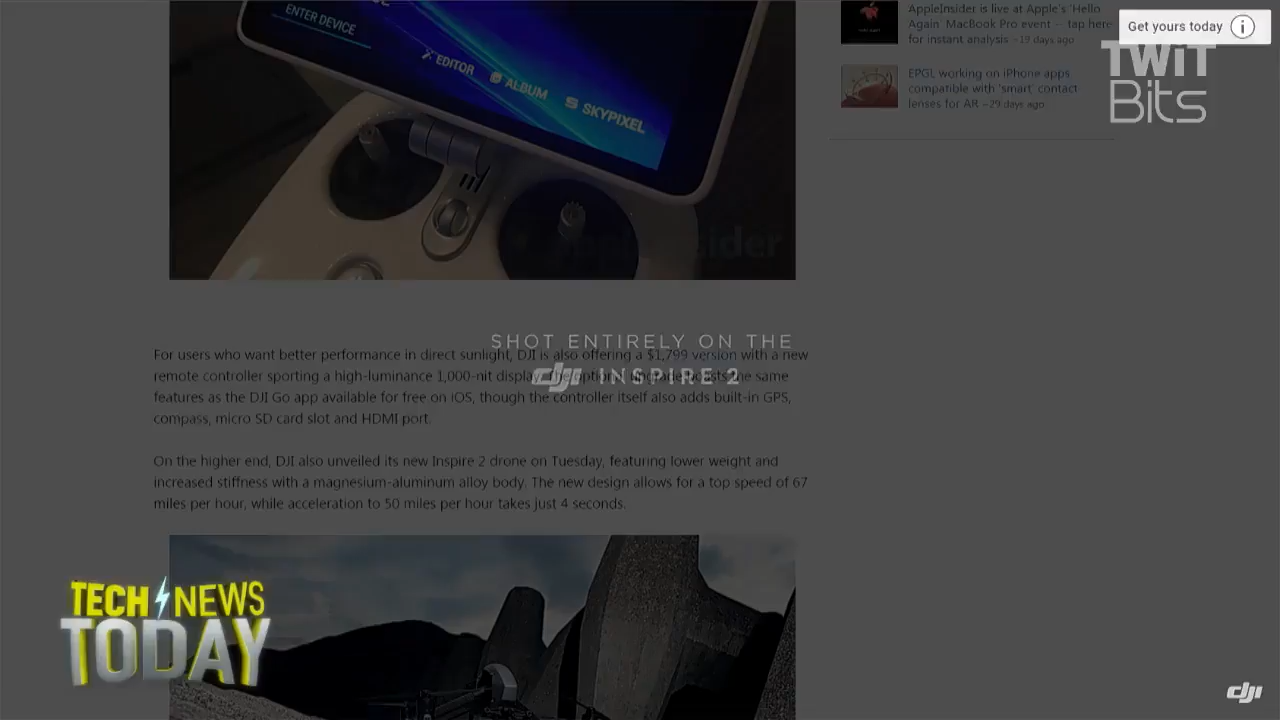 ENTER DEVICE
EDITOR
ALBUM
SKYPIXEL
AppleInsider is live at Apple's 'Hello
Again' MacBook Pro event -- tap here
for instant analysis ~19 days ago
EPGL working on iPhone apps
compatible with 'smart' contact
lenses for AR ~29 days ago
Get yours today
TWiT
Bits
SHOT ENTIRELY ON THE
dji INSPIRE 2
For users who want better performance in direct sunlight, DJI is also offering a $1,799 version with a new
remote controller sporting a high-luminance 1,000-nit display. The optional upgrade boasts the same
features as the DJI Go app available for free on iOS, though the controller itself also adds built-in GPS,
compass, micro SD card slot and HDMI port.
On the higher end, DJI also unveiled its new Inspire 2 drone on Tuesday, featuring lower weight and
increased stiffness with a magnesium-aluminum alloy body. The new design allows for a top speed of 67
miles per hour, while acceleration to 50 miles per hour takes just 4 seconds.
TECH NEWS
TODAY
dji